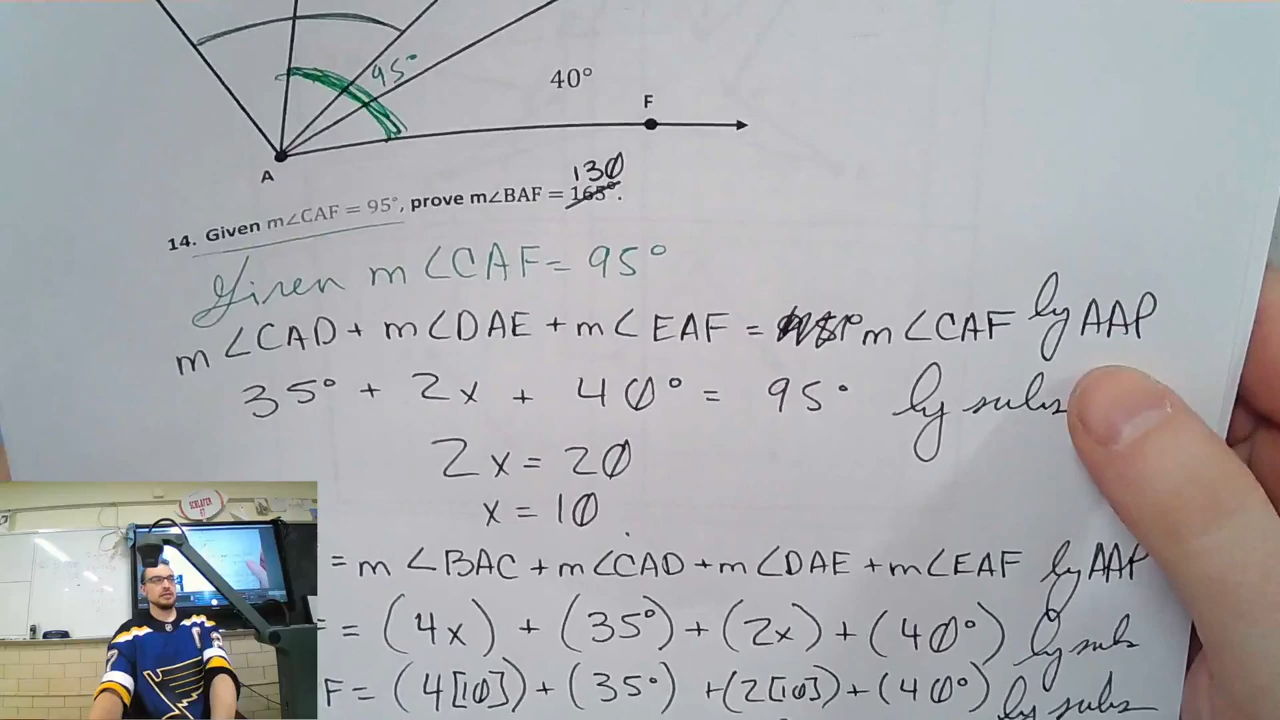 95°
40°
F
A
130
14. Given m∠CAF = 95°, prove m∠BAF = 165°.
Given m∠CAF = 95°
m∠CAD + m∠DAE + m∠EAF = m∠CAF by AAP
35° + 2x + 40° = 95° by subs
2x = 20
x = 10
= m∠BAC + m∠CAD + m∠DAE + m∠EAF by AAP
= (4x) + (35°) + (2x) + (40°) by subs
F = (4[10]) + (35°) + (2[10]) + (40°) by subs
SCHLAFER